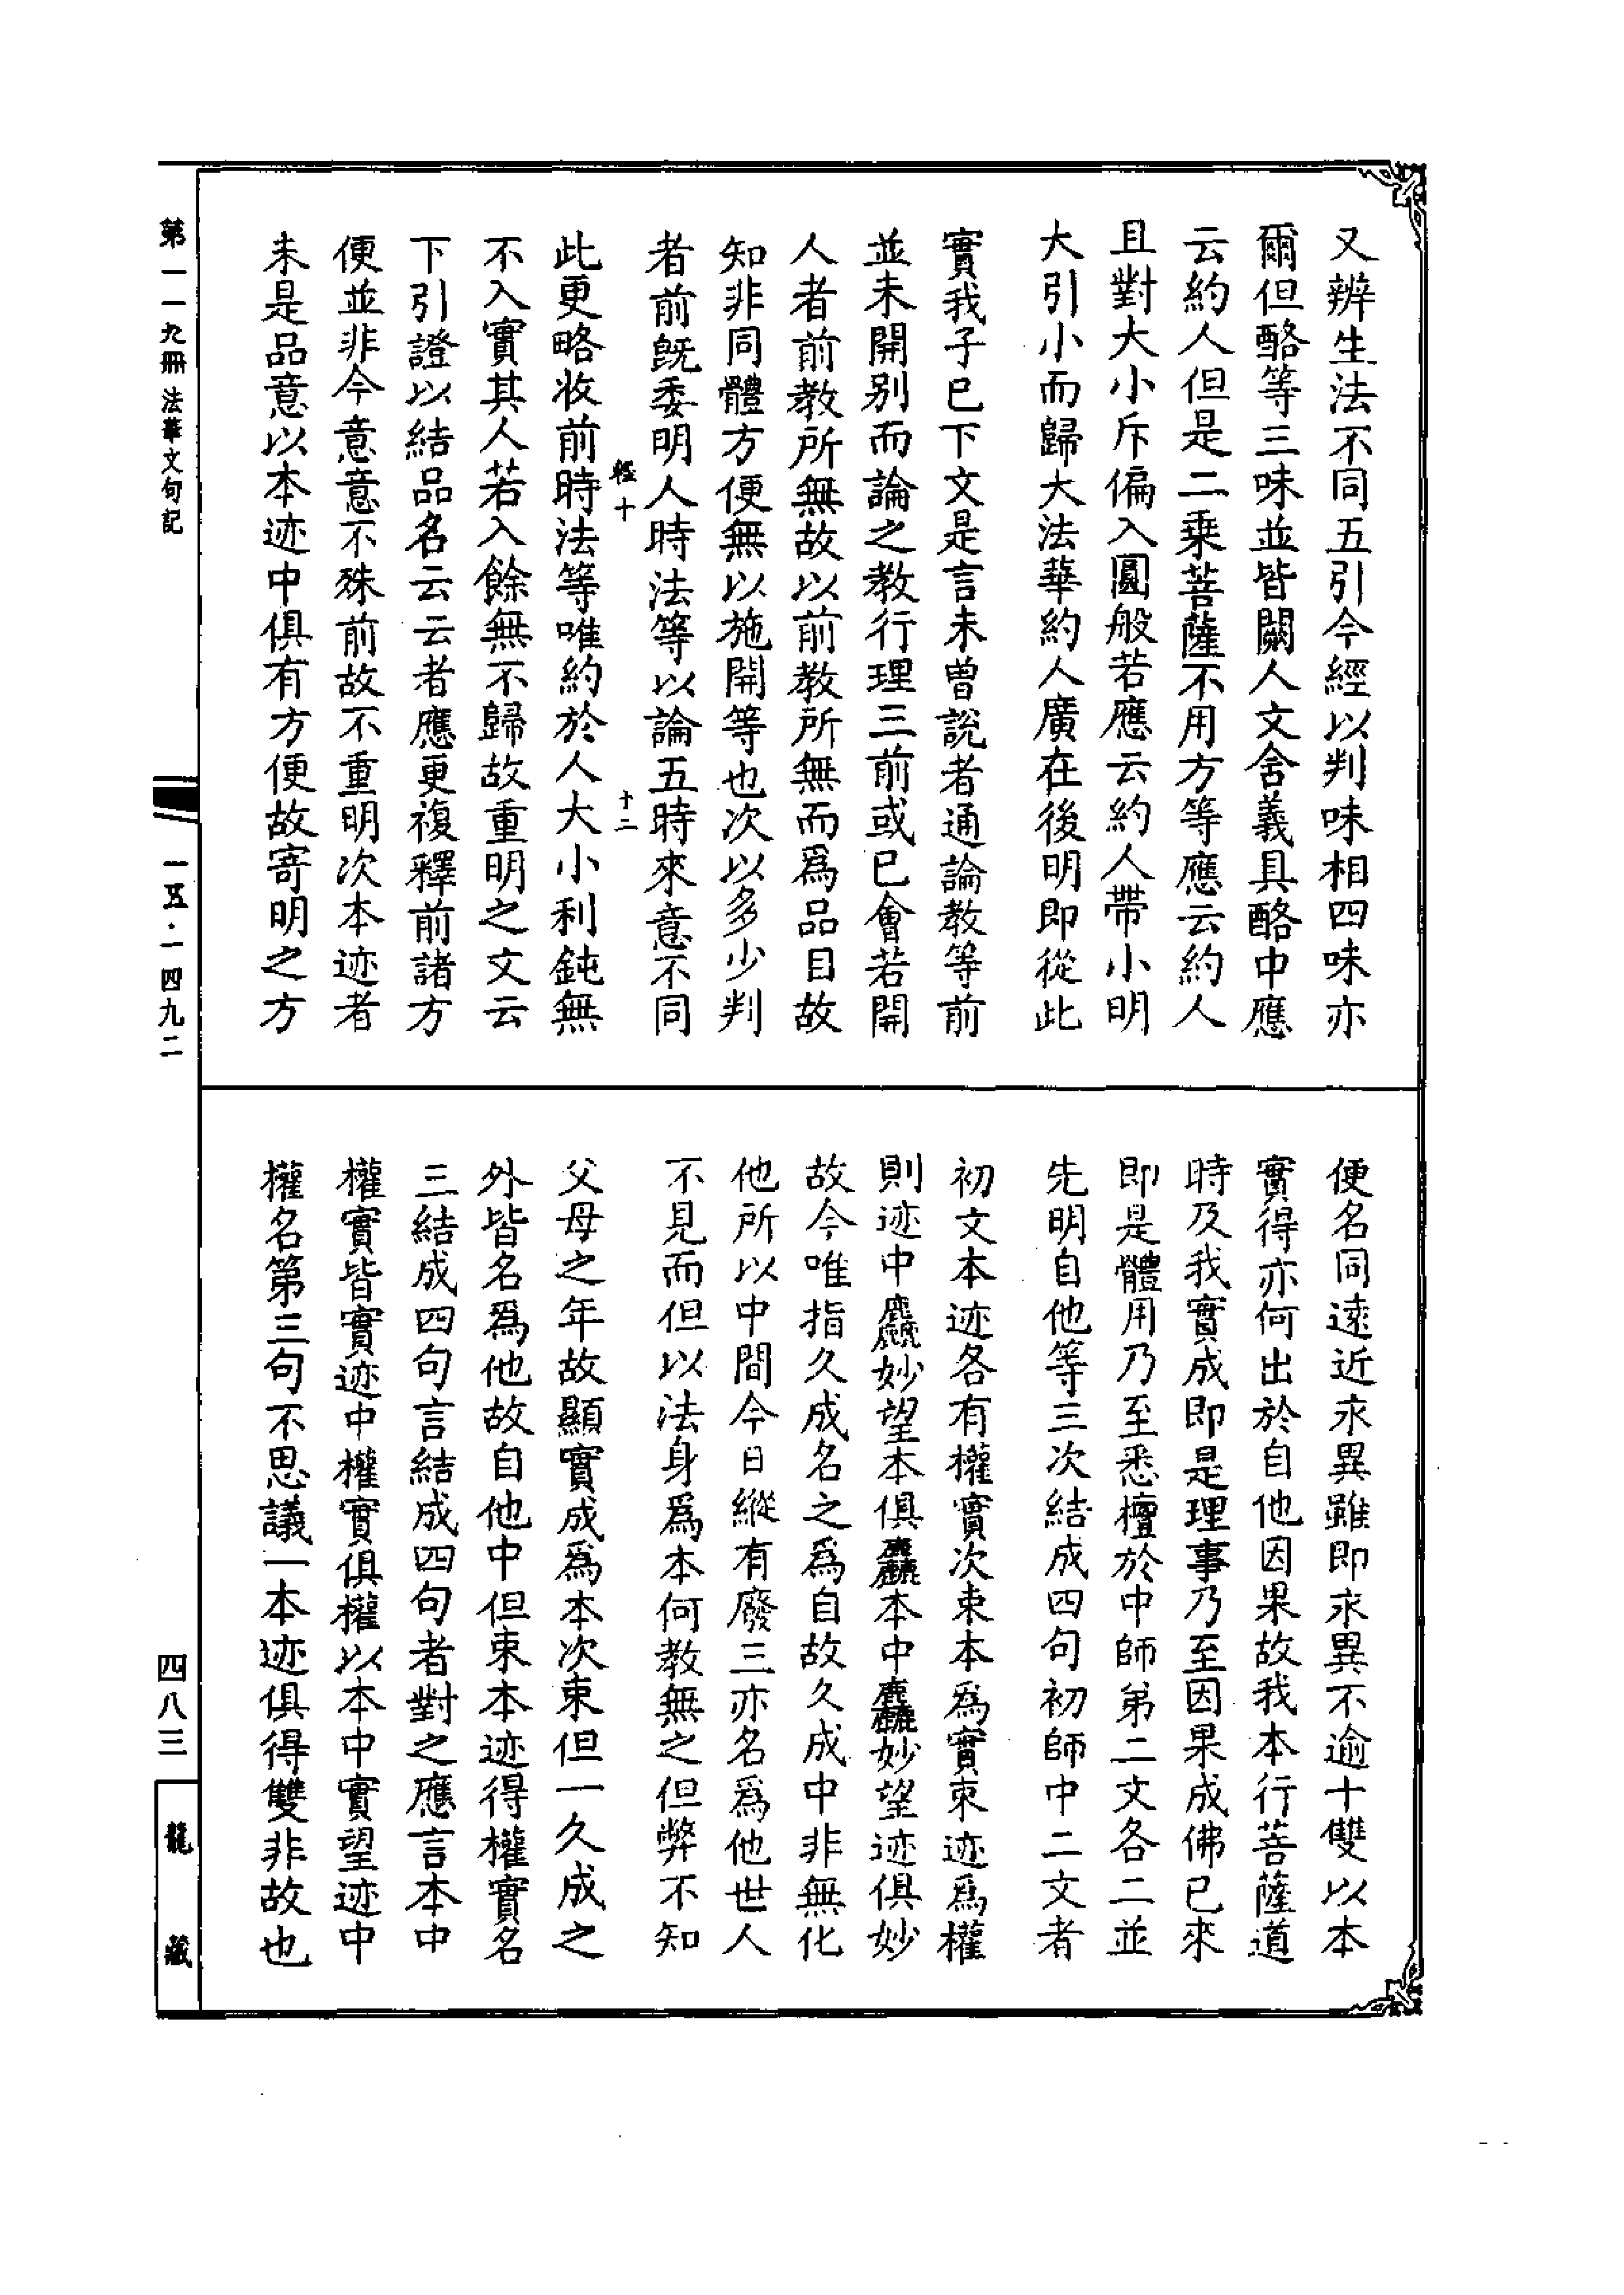 又辨生法不同五引今經以判味相四味亦
爾但酪等三味並皆闕人文含義具酪中應
云約人但是二乘菩薩不用方等應云約人
且對大小斥偏入圓般若應云約人帶小明
大引小而歸大法華約人廣在後明即從此
實我子已下文是言未曾說者通論教等前
並未開別而論之教行理三前或已會若開
人者前教所無故以前教所無而爲品目故
知非同體方便無以施開等也次以多少判
者前既委明人時法等以論五時來意不同
經十 十二
此更略收前時法等唯約於人大小利鈍無
不入實其人若入餘無不歸故重明之文云
下引證以結品名云云者應更複釋前諸方
便並非今意意不殊前故不重明次本迹者
未是品意以本迹中俱有方便故寄明之方
便名同遠近永異雖即永異不逾十雙以本
實得亦何出於自他因果故我本行菩薩道
時及我實成即是理事乃至因果成佛已來
即是體用乃至悉檀於中師弟二文各二並
先明自他等三次結成四句初師中二文者
初文本迹各有權實次束本爲實束迹爲權
則迹中麤妙望本俱麤本中麤妙望迹俱妙
故今唯指久成名之爲自故久成中非無化
他所以中間今日縱有廢三亦名爲他世人
不見而但以法身爲本何教無之但弊不知
父母之年故顯實成爲本次束但一久成之
外皆名爲他故自他中但束本迹得權實名
三結成四句言結成四句者對之應言本中
權實皆實迹中權實俱權以本中實望迹中
權名第三句不思議一本迹俱得雙非故也
第一一九冊 法華文句記
一五·一四九二
四八三
龍藏